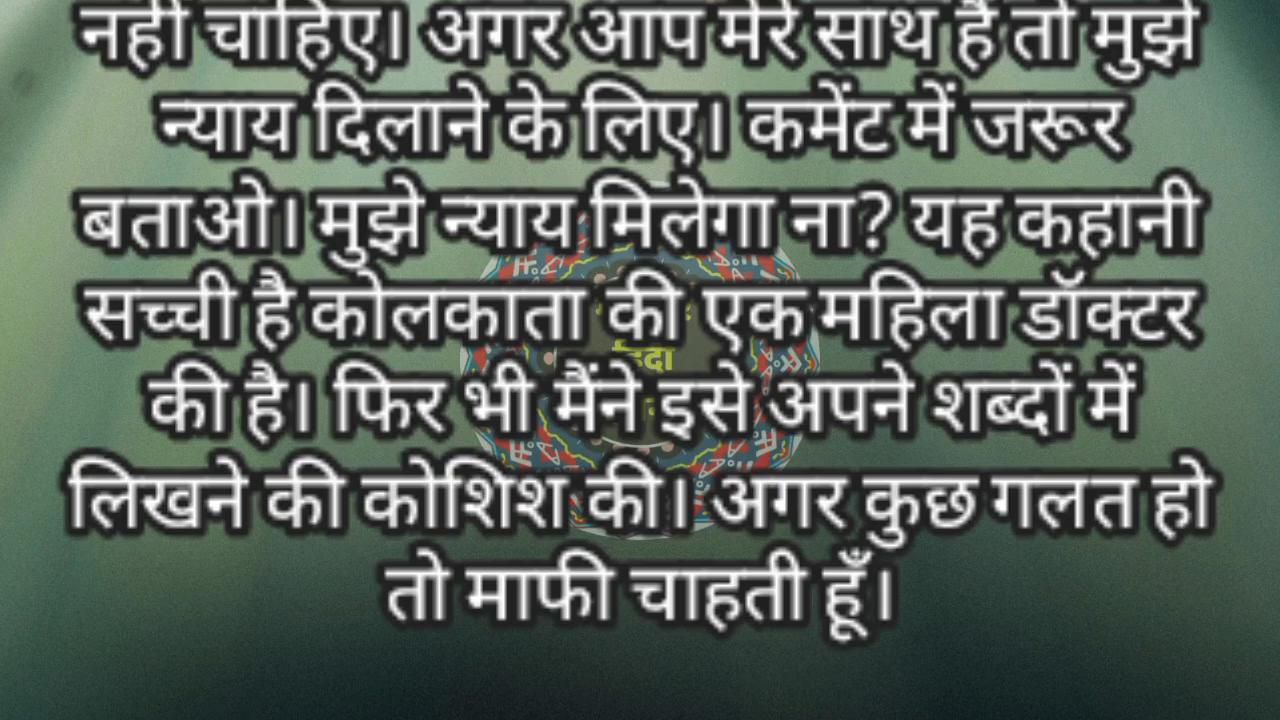 नही चाहिए। अगर आप मेरे साथ है तो मुझे
न्याय दिलाने के लिए। कमेंट में जरूर
बताओ। मुझे न्याय मिलेगा ना? यह कहानी
सच्ची है कोलकाता की एक महिला डॉक्टर
की है। फिर भी मैंने इसे अपने शब्दों में
लिखने की कोशिश की। अगर कुछ गलत हो
तो माफी चाहती हूँ।